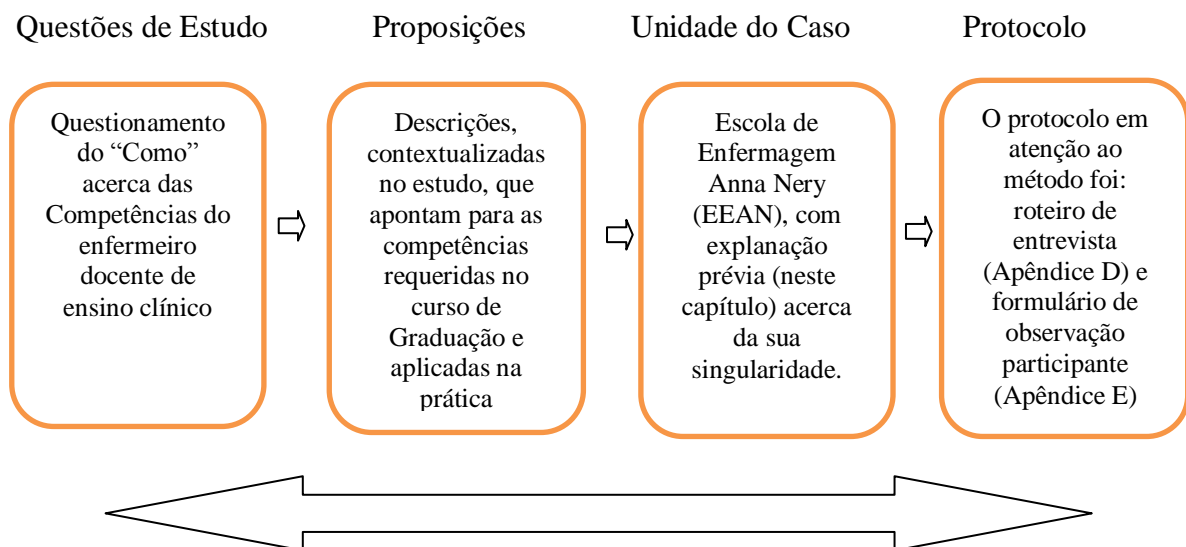 Questões de Estudo
Proposições
Unidade do Caso
Protocolo
Questionamento
do “Como”
acerca das
Competências do
enfermeiro
docente de
ensino clínico
Descrições,
contextualizadas
no estudo, que
apontam para as
competências
requeridas no
curso de
Graduação e
aplicadas na
prática
Escola de
Enfermagem
Anna Nery
(EEAN), com
explanação
prévia (neste
capítulo) acerca
da sua
singularidade.
O protocolo em
atenção ao
método foi:
roteiro de
entrevista
(Apêndice D) e
formulário de
observação
participante
(Apêndice E)